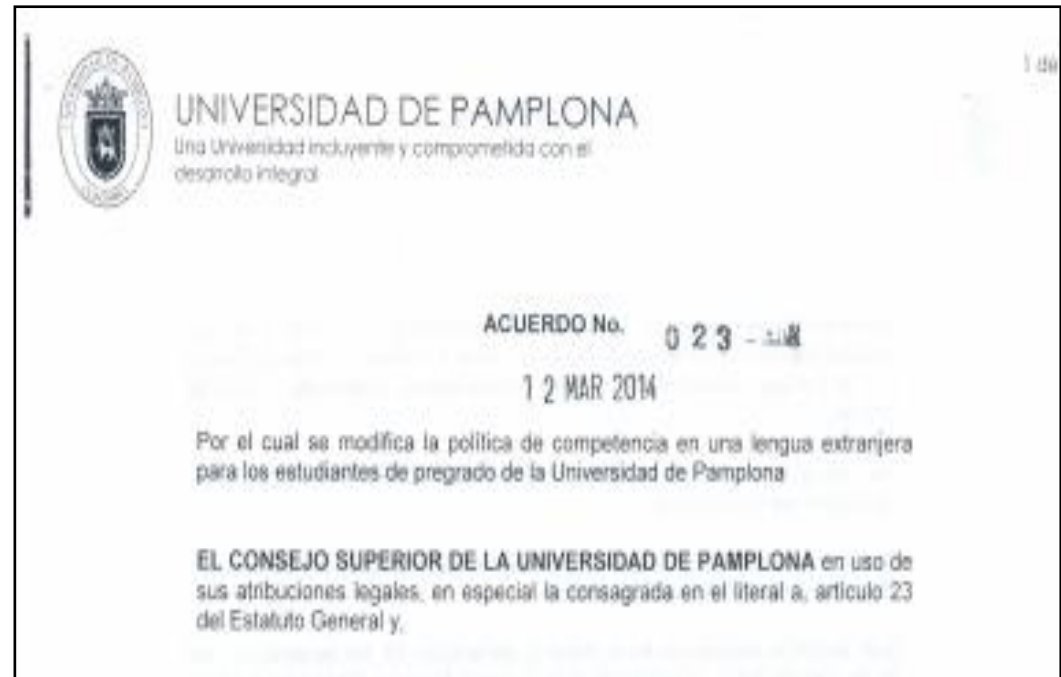 1 de
UNIVERSIDAD DE PAMPLONA
Una Universidad incluyente y comprometida con el
desarrollo integral
ACUERDO No. 023 -
12 MAR 2014
Por el cual se modifica la política de competencia en una lengua extranjera
para los estudiantes de pregrado de la Universidad de Pamplona
EL CONSEJO SUPERIOR DE LA UNIVERSIDAD DE PAMPLONA en uso de
sus atribuciones legales, en especial la consagrada en el literal a, artículo 23
del Estatuto General y,